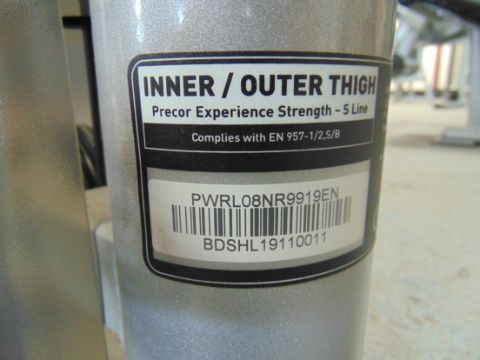 INNER / OUTER THIGH
Precor Experience Strength – S Line
Complies with EN 957-1/2,S/B
PWRL08NR9919EN
BDSHL19110011